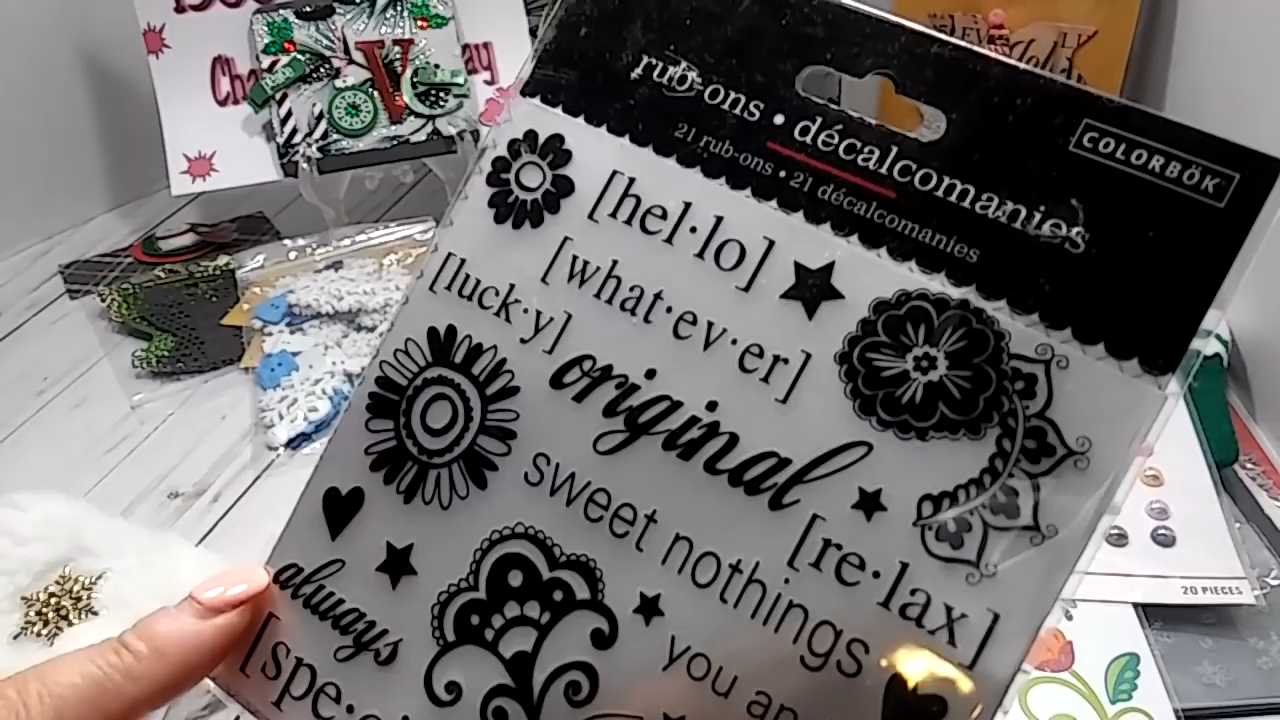 rub-ons • décalcomanies
21 rub-ons • 21 décalcomanies
COLORBÖK
[hel·lo]
[what·ev·er]
[luck·y]
original
sweet nothings
[re·lax]
always
you
20 PIECES